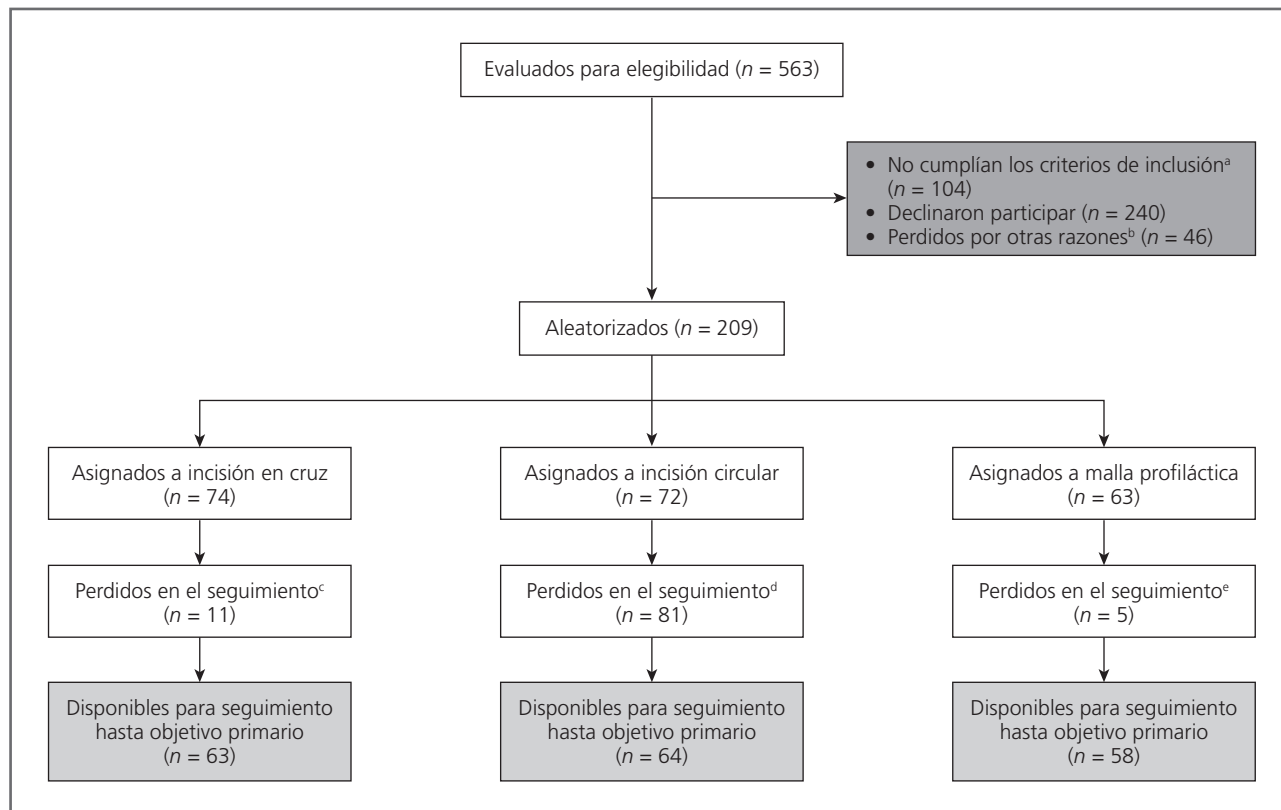 Evaluados para elegibilidad (n = 563)
• No cumplían los criterios de inclusiónᵃ
(n = 104)
• Declinaron participar (n = 240)
• Perdidos por otras razonesᵇ (n = 46)
Aleatorizados (n = 209)
Asignados a incisión en cruz
(n = 74)
Asignados a incisión circular
(n = 72)
Asignados a malla profiláctica
(n = 63)
Perdidos en el seguimientoᶜ
(n = 11)
Perdidos en el seguimientoᵈ
(n = 81)
Perdidos en el seguimientoᵉ
(n = 5)
Disponibles para seguimiento
hasta objetivo primario
(n = 63)
Disponibles para seguimiento
hasta objetivo primario
(n = 64)
Disponibles para seguimiento
hasta objetivo primario
(n = 58)